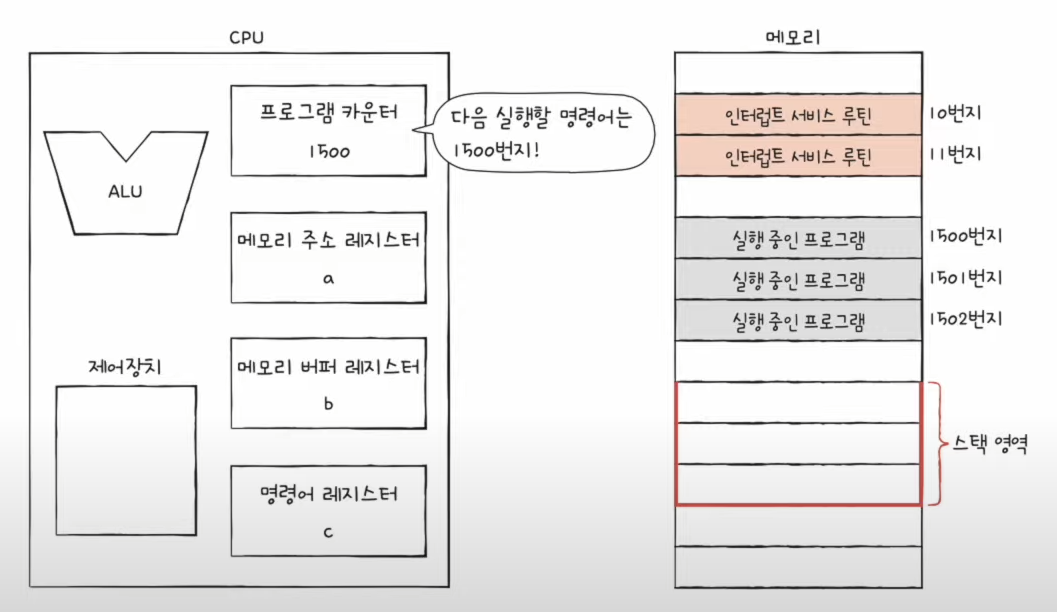 CPU
프로그램 카운터
1500
다음 실행할 명령어는
1500번지!
ALU
메모리 주소 레지스터
a
제어장치
메모리 버퍼 레지스터
b
명령어 레지스터
c
메모리
인터럽트 서비스 루틴
10번지
인터럽트 서비스 루틴
11번지
실행 중인 프로그램
1500번지
실행 중인 프로그램
1501번지
실행 중인 프로그램
1502번지
스택 영역